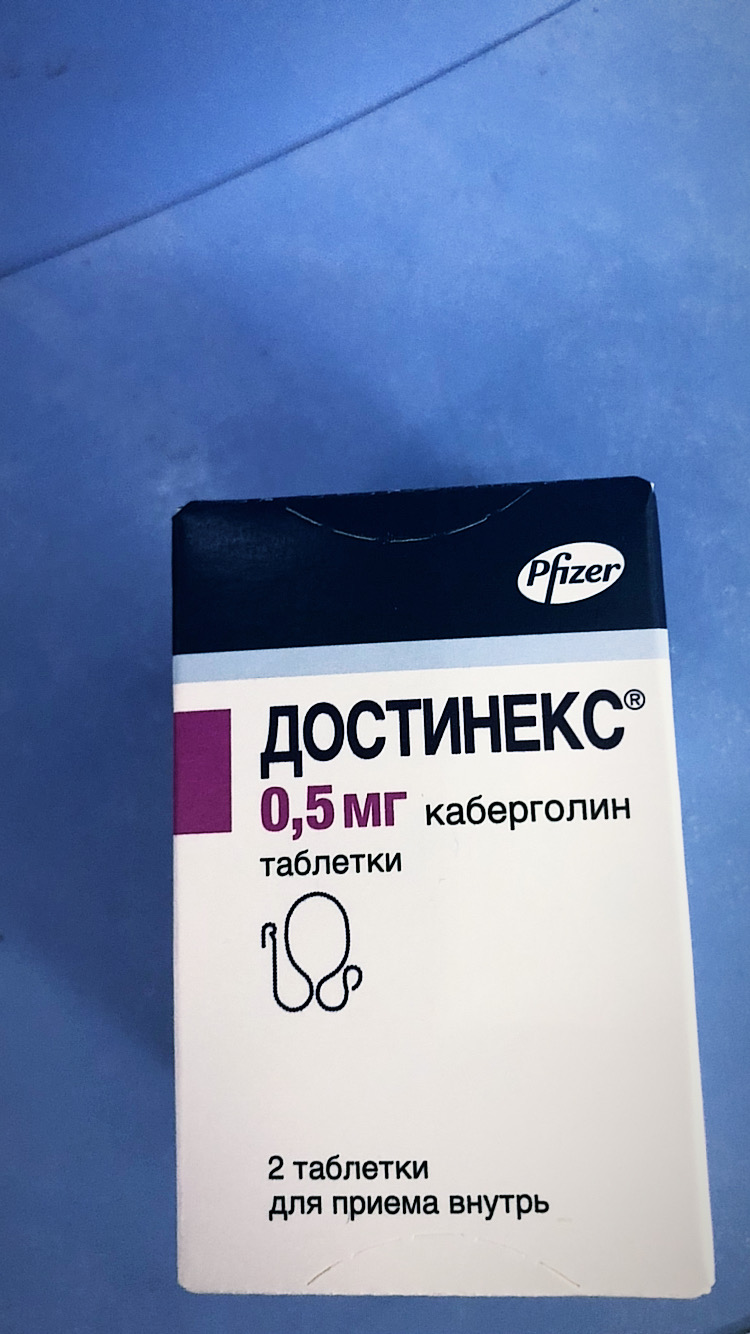 Pfizer
ДОСТИНЕКС®
0,5 мг каберголин
таблетки
2 таблетки
для приема внутрь